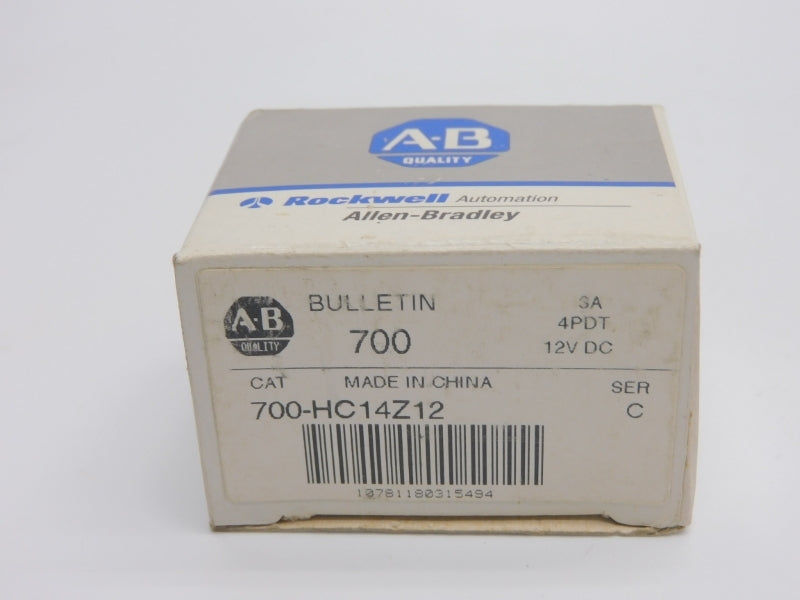 A·B
QUALITY
Rockwell Automation
Allen-Bradley
A·B
QUALITY
BULLETIN
700
3A
4PDT
12V DC
CAT MADE IN CHINA SER
700-HC14Z12 C
10781180315494